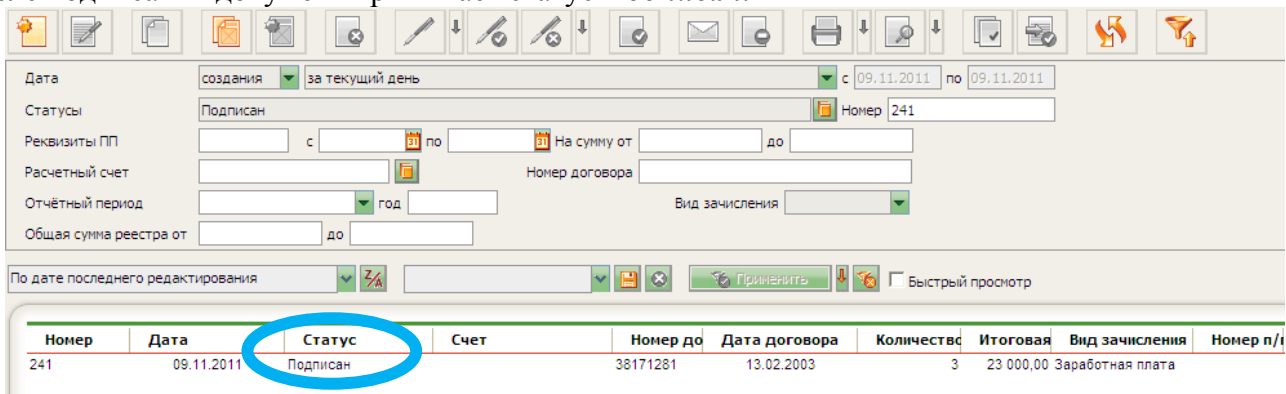 Дата создания за текущий день с 09.11.2011 по 09.11.2011
Статусы Подписан Номер 241
Реквизиты ПП с 31 по 31 На сумму от до
Расчетный счет Номер договора
Отчётный период год Вид зачисления
Общая сумма реестра от до
По дате последнего редактирования Z/A Применить Быстрый просмотр
Номер Дата Статус Счет Номер до Дата договора Количество Итоговая Вид зачисления Номер п/
241 09.11.2011 Подписан 38171281 13.02.2003 3 23 000,00 Заработная плата